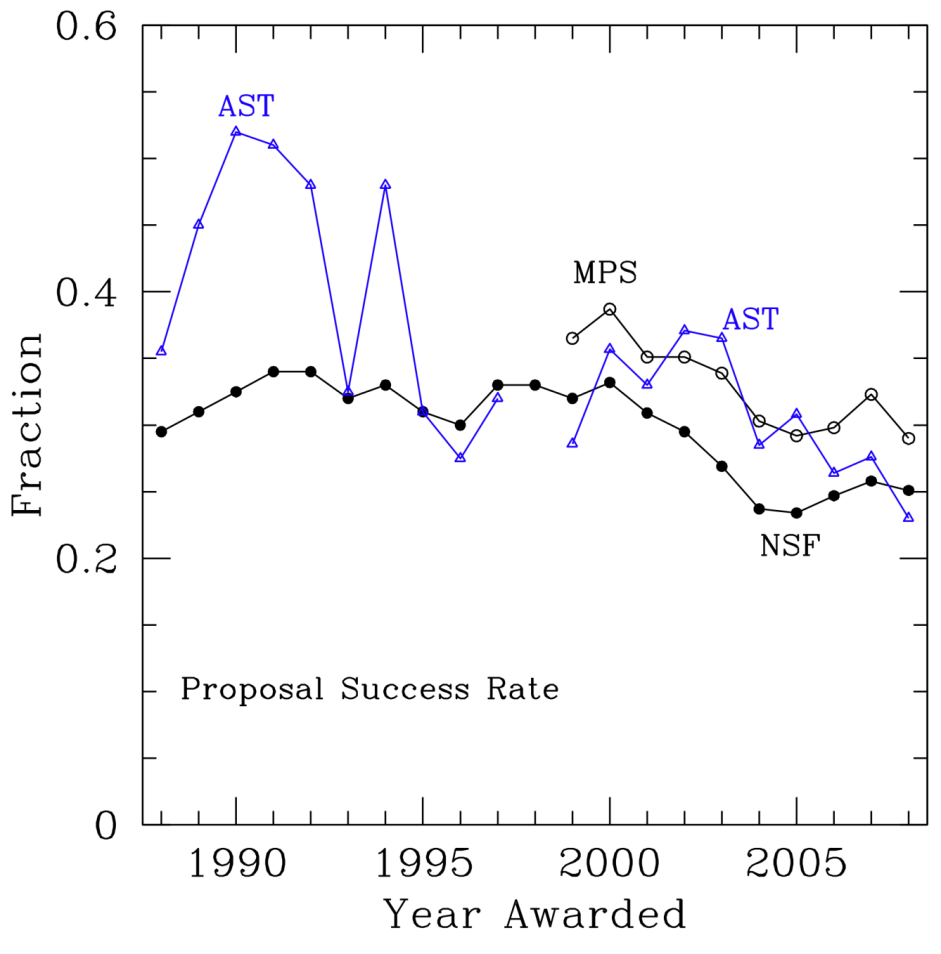 0.6
AST
MPS
0.4
AST
Fraction
NSF
0.2
Proposal Success Rate
0
1990 1995 2000 2005
Year Awarded